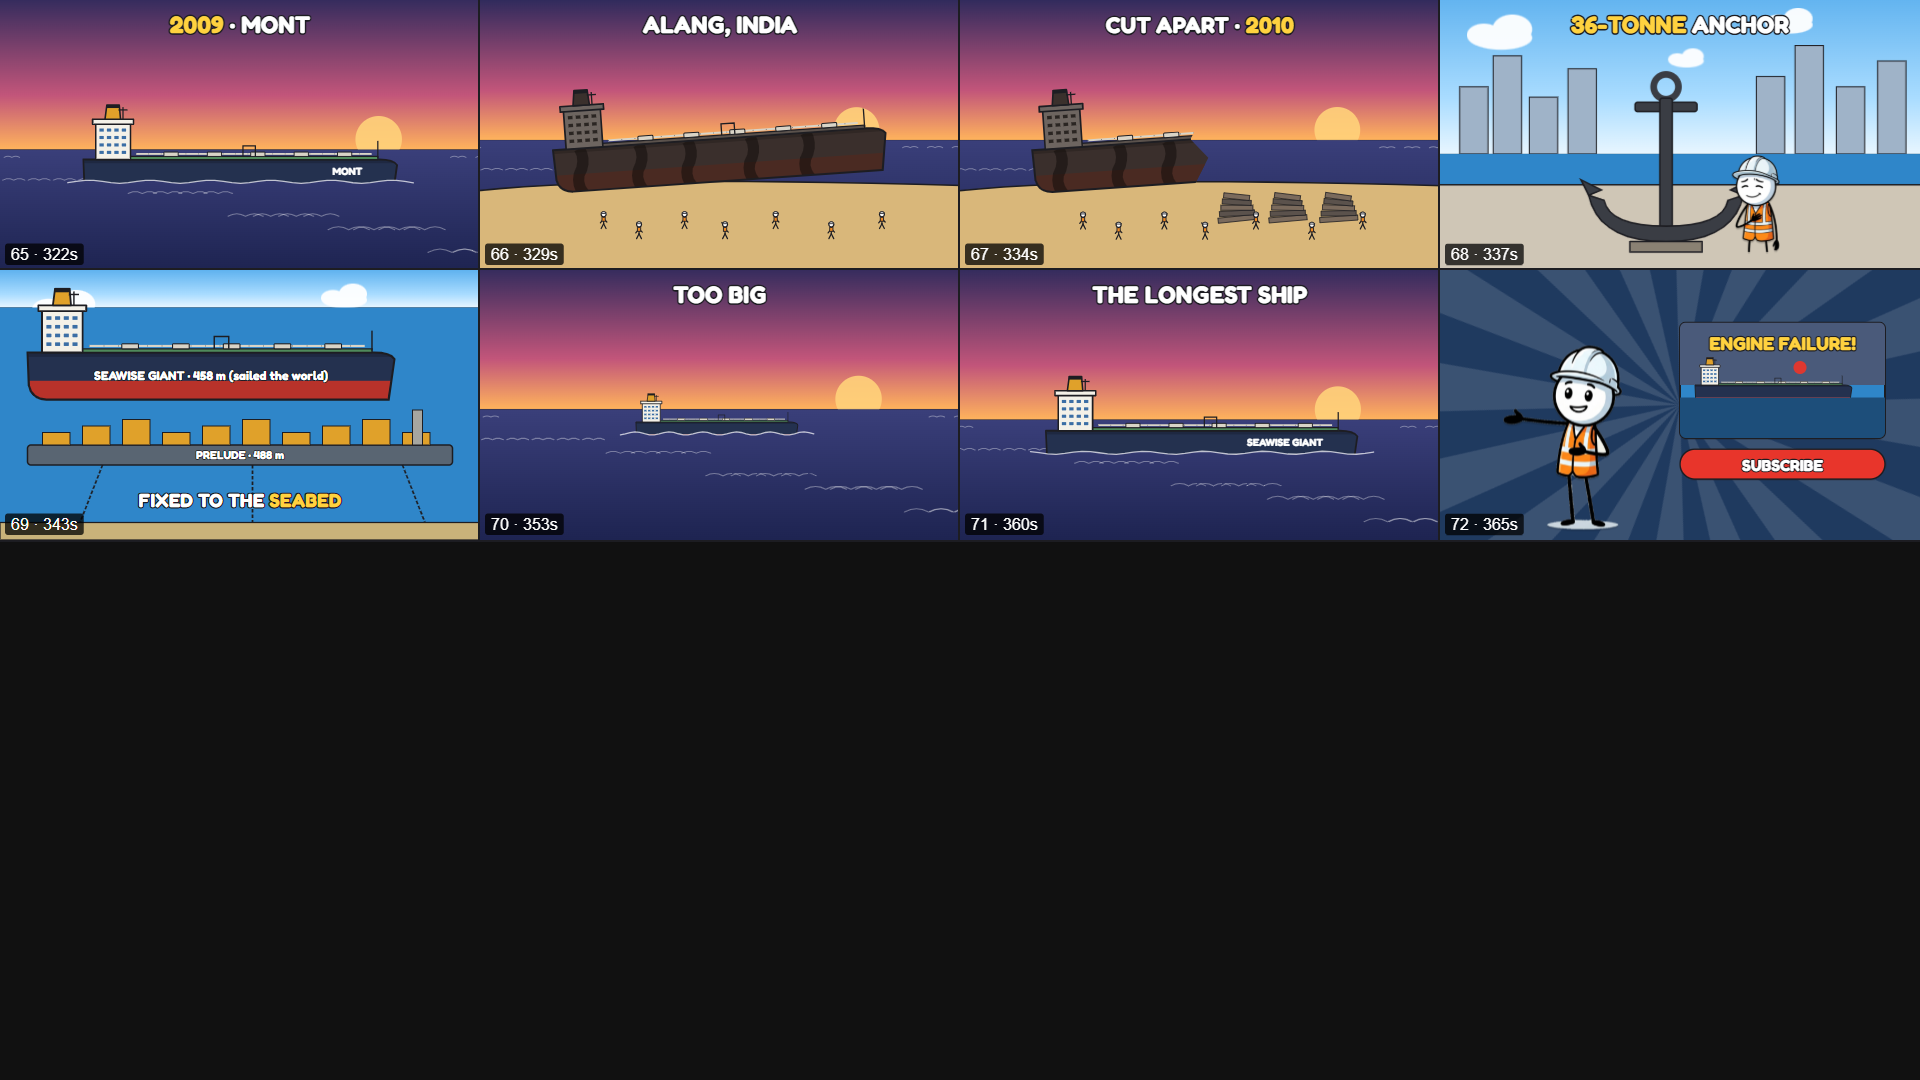 2009 · MONT
MONT
65 · 322s
ALANG, INDIA
66 · 329s
CUT APART · 2010
67 · 334s
36-TONNE ANCHOR
68 · 337s
SEAWISE GIANT · 458 m (sailed the world)
PRELUDE · 488 m
FIXED TO THE SEABED
69 · 343s
TOO BIG
70 · 353s
THE LONGEST SHIP
SEAWISE GIANT
71 · 360s
ENGINE FAILURE!
SUBSCRIBE
72 · 365s